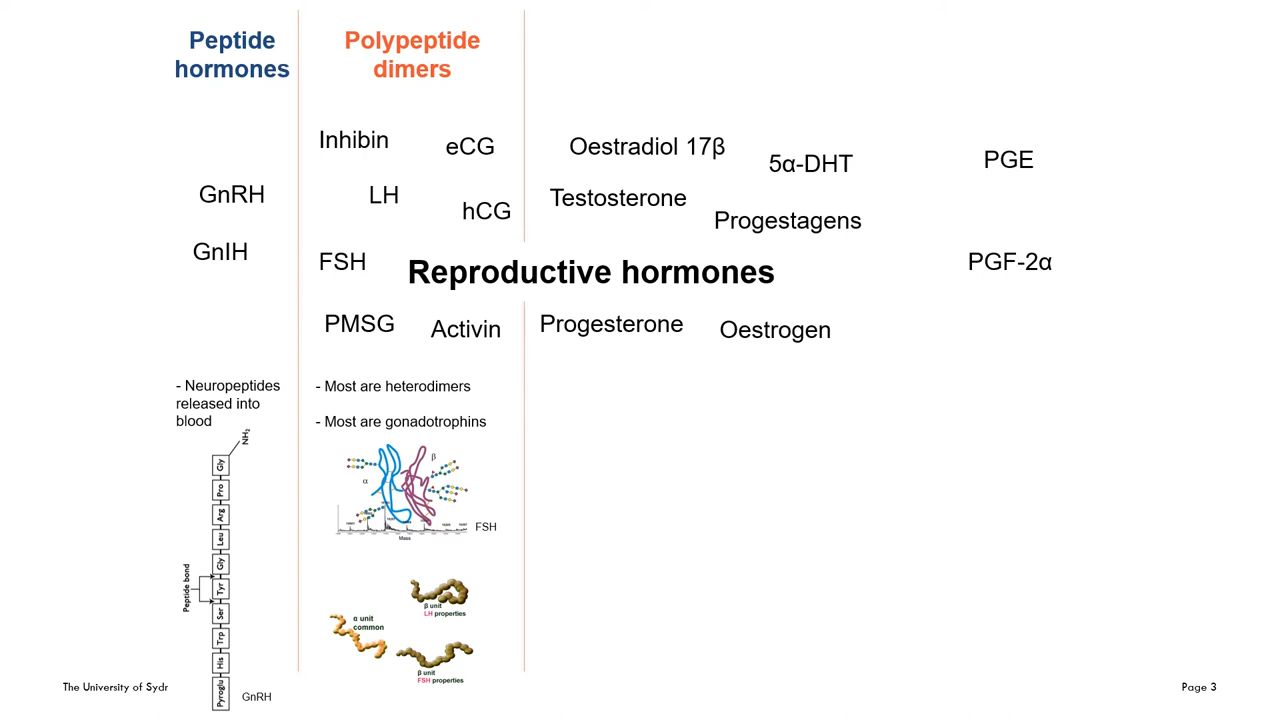 Peptide
hormones
Polypeptide
dimers
Inhibin
eCG
Oestradiol 17β
5α-DHT
PGE
GnRH
LH
hCG
Testosterone
Progestagens
GnIH
FSH
Reproductive hormones
PGF-2α
PMSG
Activin
Progesterone
Oestrogen
- Neuropeptides
released into
blood
- Most are heterodimers
- Most are gonadotrophins
NH2
Gly
Pro
Arg
Leu
Gly
Tyr
Ser
Trp
His
Pyroglu
Peptide bond
GnRH
α
β
Mass
FSH
β unit
LH properties
α unit
common
β unit
FSH properties
The University of Sydr
Page 3